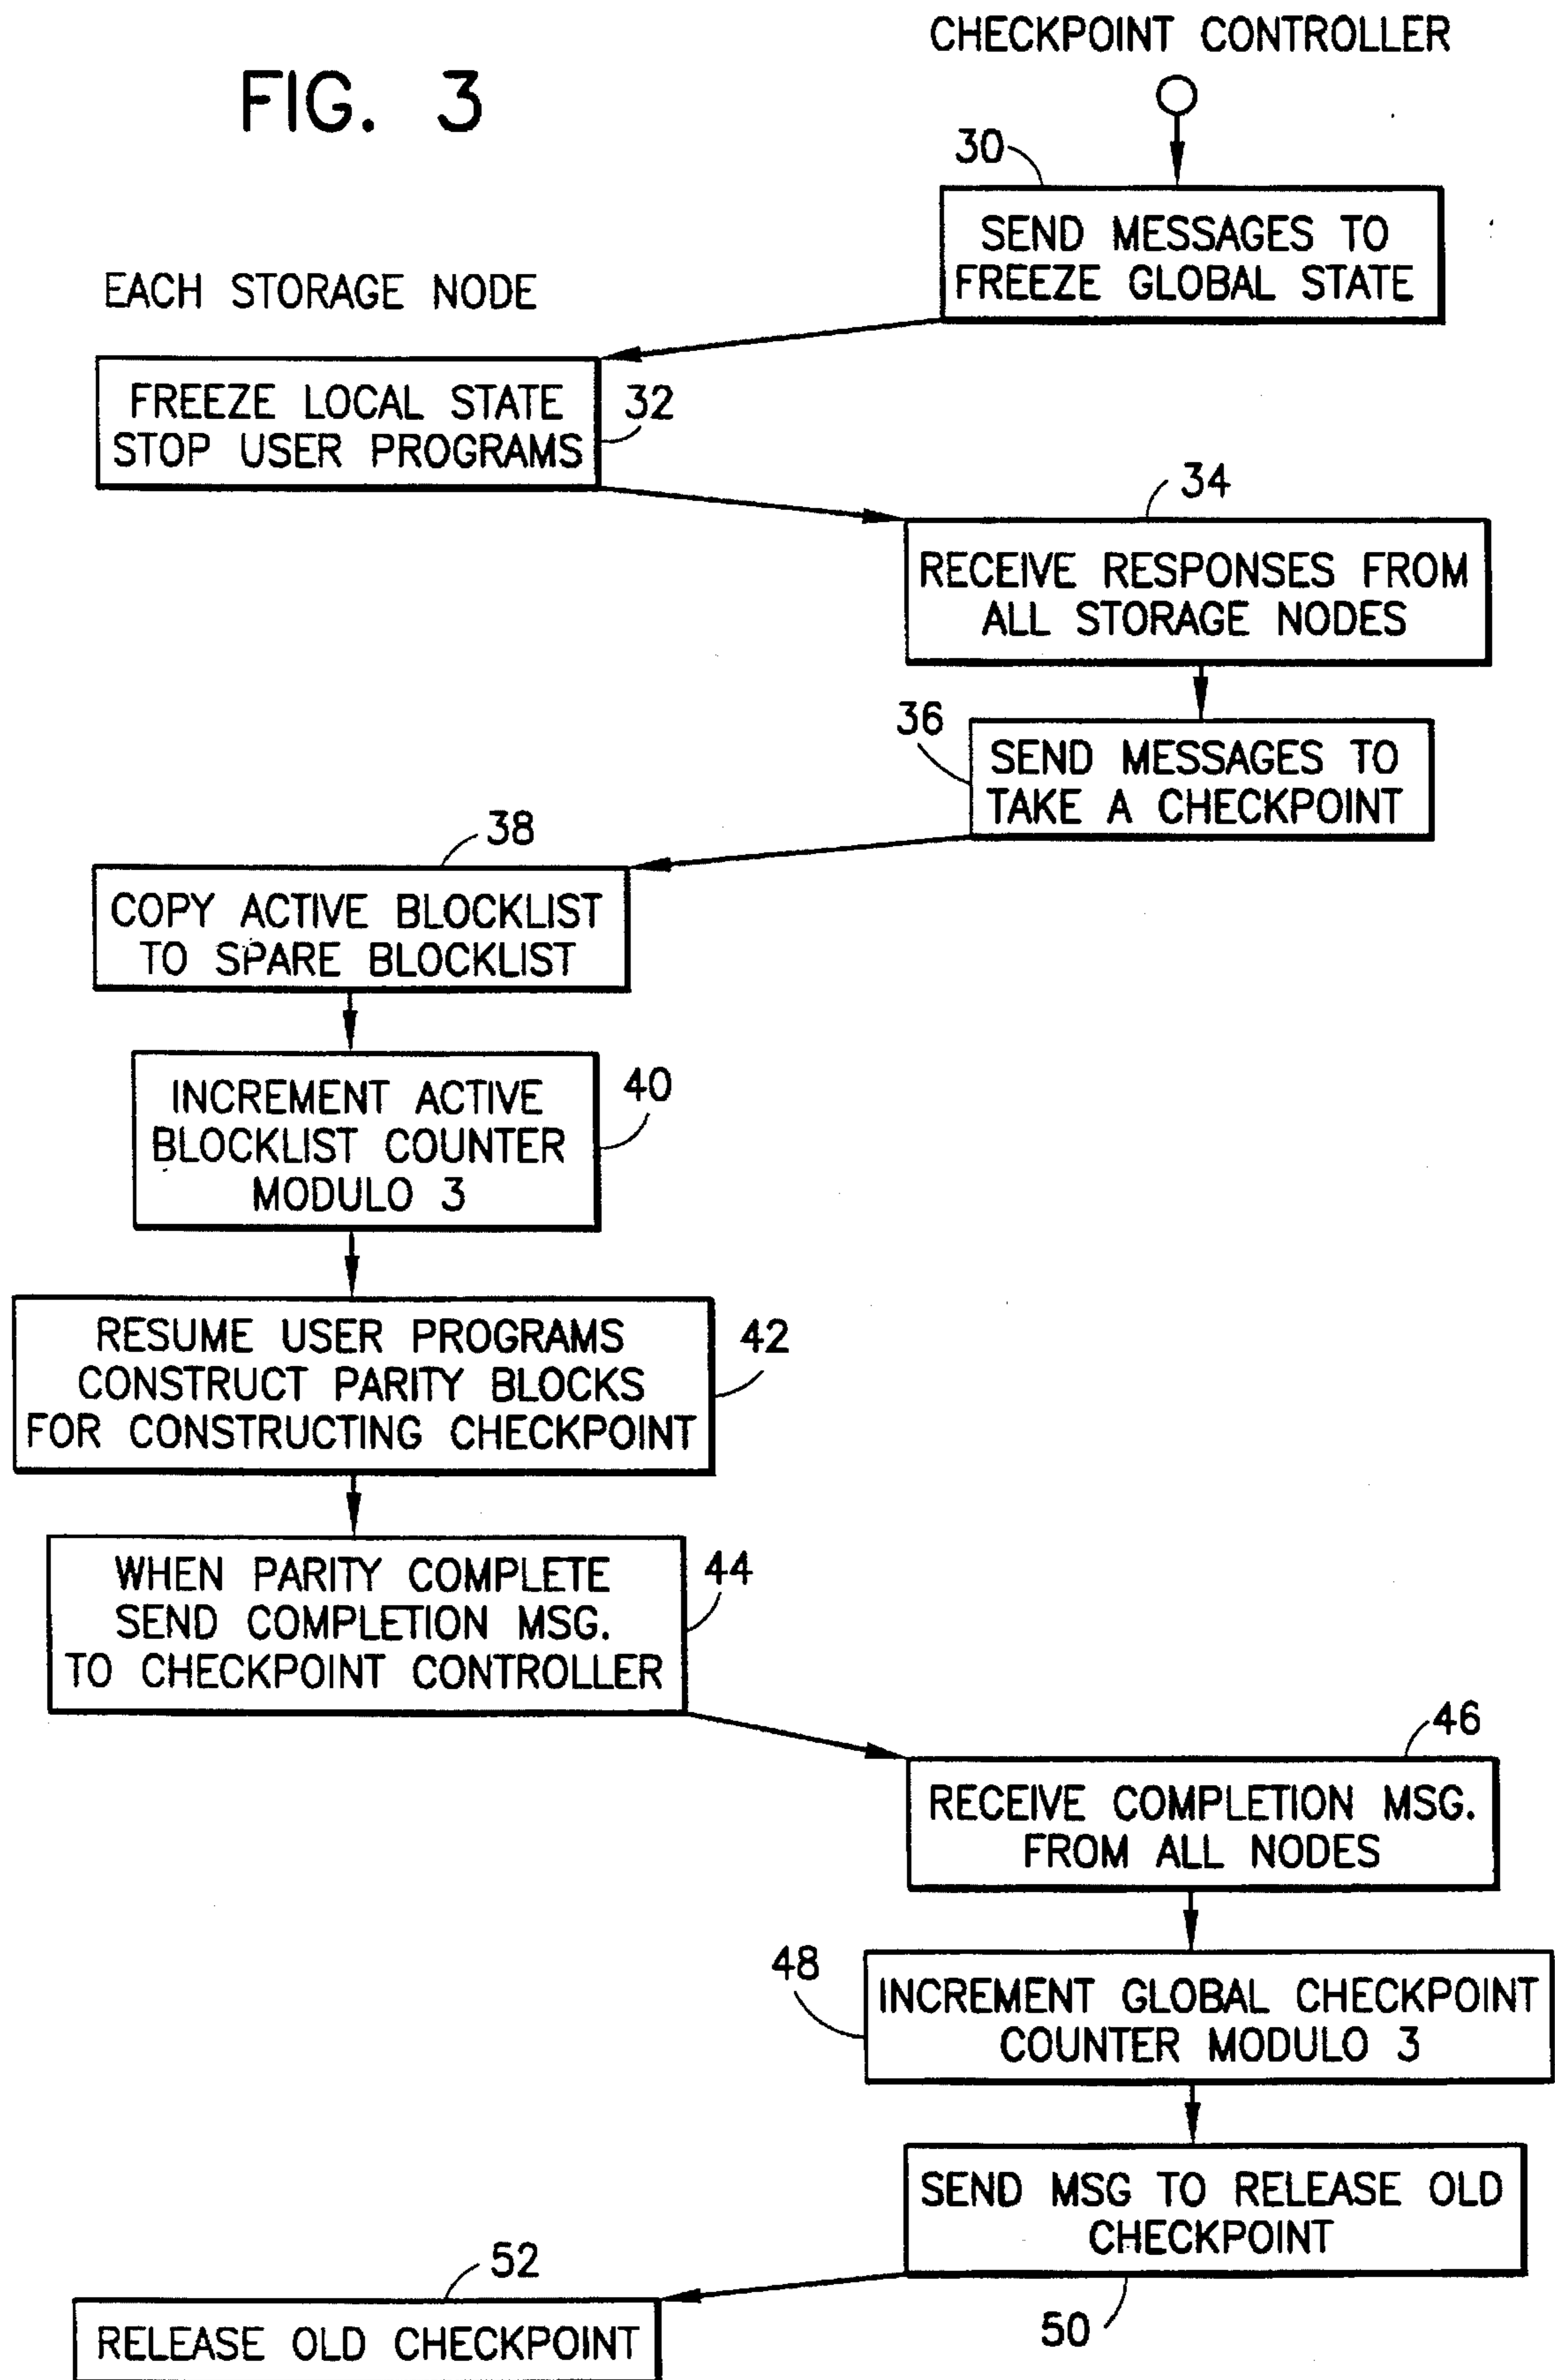 FIG. 3
CHECKPOINT CONTROLLER
30
SEND MESSAGES TO
FREEZE GLOBAL STATE
EACH STORAGE NODE
FREEZE LOCAL STATE
STOP USER PROGRAMS
32
34
RECEIVE RESPONSES FROM
ALL STORAGE NODES
36
SEND MESSAGES TO
TAKE A CHECKPOINT
38
COPY ACTIVE BLOCKLIST
TO SPARE BLOCKLIST
INCREMENT ACTIVE
BLOCKLIST COUNTER
MODULO 3
40
RESUME USER PROGRAMS
CONSTRUCT PARITY BLOCKS
FOR CONSTRUCTING CHECKPOINT
42
WHEN PARITY COMPLETE
SEND COMPLETION MSG.
TO CHECKPOINT CONTROLLER
44
46
RECEIVE COMPLETION MSG.
FROM ALL NODES
48
INCREMENT GLOBAL CHECKPOINT
COUNTER MODULO 3
SEND MSG TO RELEASE OLD
CHECKPOINT
50
52
RELEASE OLD CHECKPOINT